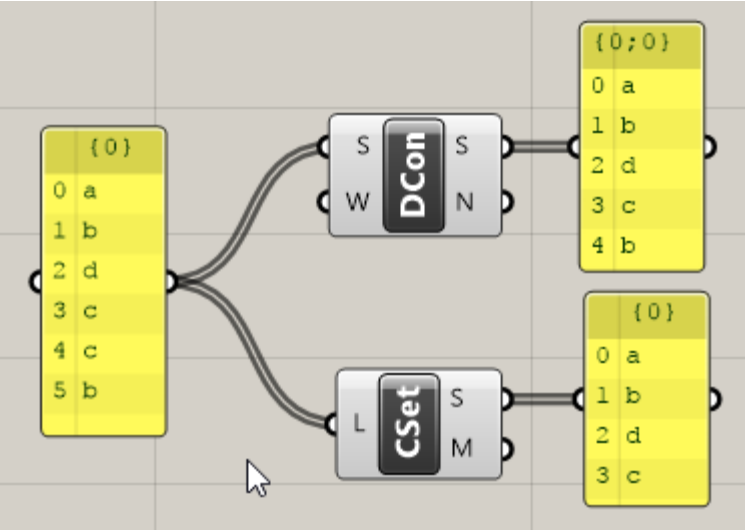 {0}
0 a
1 b
2 d
3 c
4 c
5 b
S DCon S
W N
{0;0}
0 a
1 b
2 d
3 c
4 b
L CSet S
M
{0}
0 a
1 b
2 d
3 c